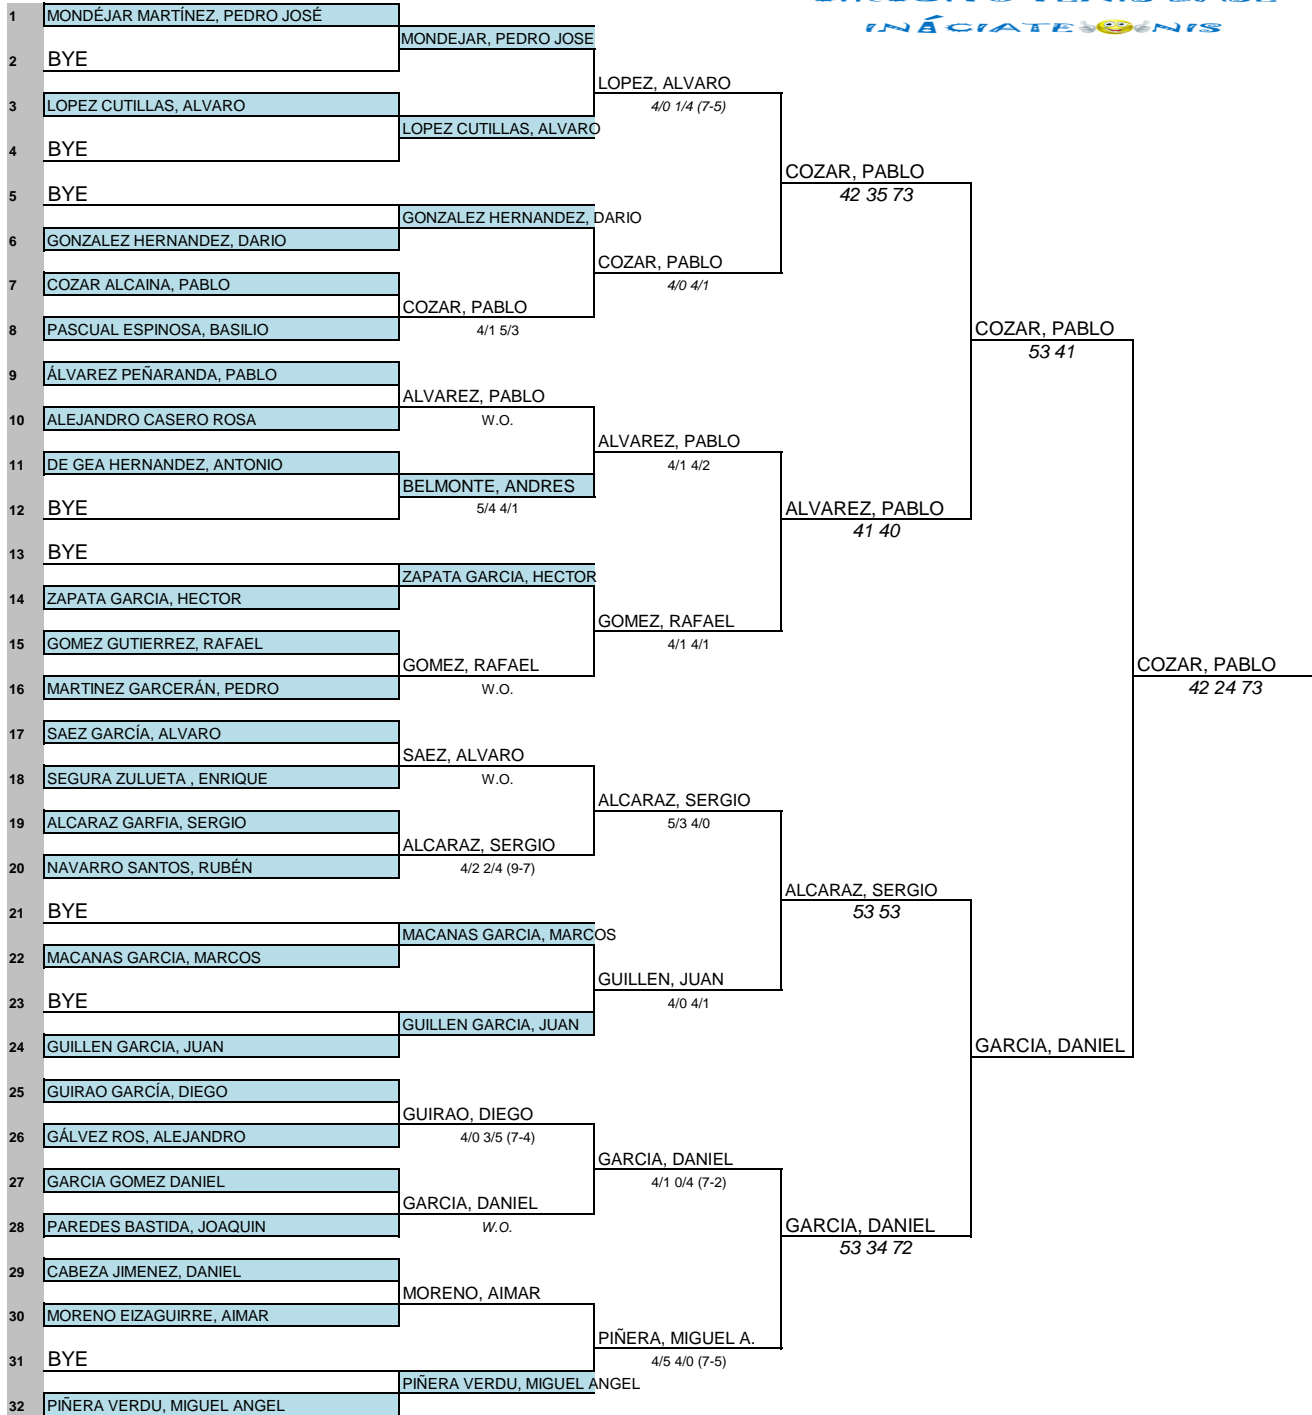 INÁCIATE NIS
1 MONDÉJAR MARTÍNEZ, PEDRO JOSÉ
MONDEJAR, PEDRO JOSE
2 BYE
LOPEZ, ALVARO
3 LOPEZ CUTILLAS, ALVARO
4/0 1/4 (7-5)
LOPEZ CUTILLAS, ALVARO
4 BYE
COZAR, PABLO
5 BYE
42 35 73
GONZALEZ HERNANDEZ, DARIO
6 GONZALEZ HERNANDEZ, DARIO
COZAR, PABLO
7 COZAR ALCAINA, PABLO
4/0 4/1
COZAR, PABLO
8 PASCUAL ESPINOSA, BASILIO
4/1 5/3
COZAR, PABLO
53 41
9 ÁLVAREZ PEÑARANDA, PABLO
ALVAREZ, PABLO
10 ALEJANDRO CASERO ROSA
W.O.
ALVAREZ, PABLO
11 DE GEA HERNANDEZ, ANTONIO
4/1 4/2
BELMONTE, ANDRES
12 BYE
5/4 4/1
ALVAREZ, PABLO
41 40
13 BYE
ZAPATA GARCIA, HECTOR
14 ZAPATA GARCIA, HECTOR
GOMEZ, RAFAEL
15 GOMEZ GUTIERREZ, RAFAEL
4/1 4/1
GOMEZ, RAFAEL
COZAR, PABLO
16 MARTINEZ GARCERÁN, PEDRO
W.O.
42 24 73
17 SAEZ GARCÍA, ALVARO
SAEZ, ALVARO
18 SEGURA ZULUETA , ENRIQUE
W.O.
ALCARAZ, SERGIO
19 ALCARAZ GARFIA, SERGIO
5/3 4/0
ALCARAZ, SERGIO
20 NAVARRO SANTOS, RUBÉN
4/2 2/4 (9-7)
ALCARAZ, SERGIO
21 BYE
53 53
MACANAS GARCIA, MARCOS
22 MACANAS GARCIA, MARCOS
GUILLEN, JUAN
23 BYE
4/0 4/1
GUILLEN GARCIA, JUAN
24 GUILLEN GARCIA, JUAN
GARCIA, DANIEL
25 GUIRAO GARCÍA, DIEGO
GUIRAO, DIEGO
26 GÁLVEZ ROS, ALEJANDRO
4/0 3/5 (7-4)
GARCIA, DANIEL
27 GARCIA GOMEZ DANIEL
4/1 0/4 (7-2)
GARCIA, DANIEL
28 PAREDES BASTIDA, JOAQUIN
W.O.
GARCIA, DANIEL
53 34 72
29 CABEZA JIMENEZ, DANIEL
MORENO, AIMAR
30 MORENO EIZAGUIRRE, AIMAR
PIÑERA, MIGUEL A.
31 BYE
4/5 4/0 (7-5)
PIÑERA VERDU, MIGUEL ANGEL
32 PIÑERA VERDU, MIGUEL ANGEL